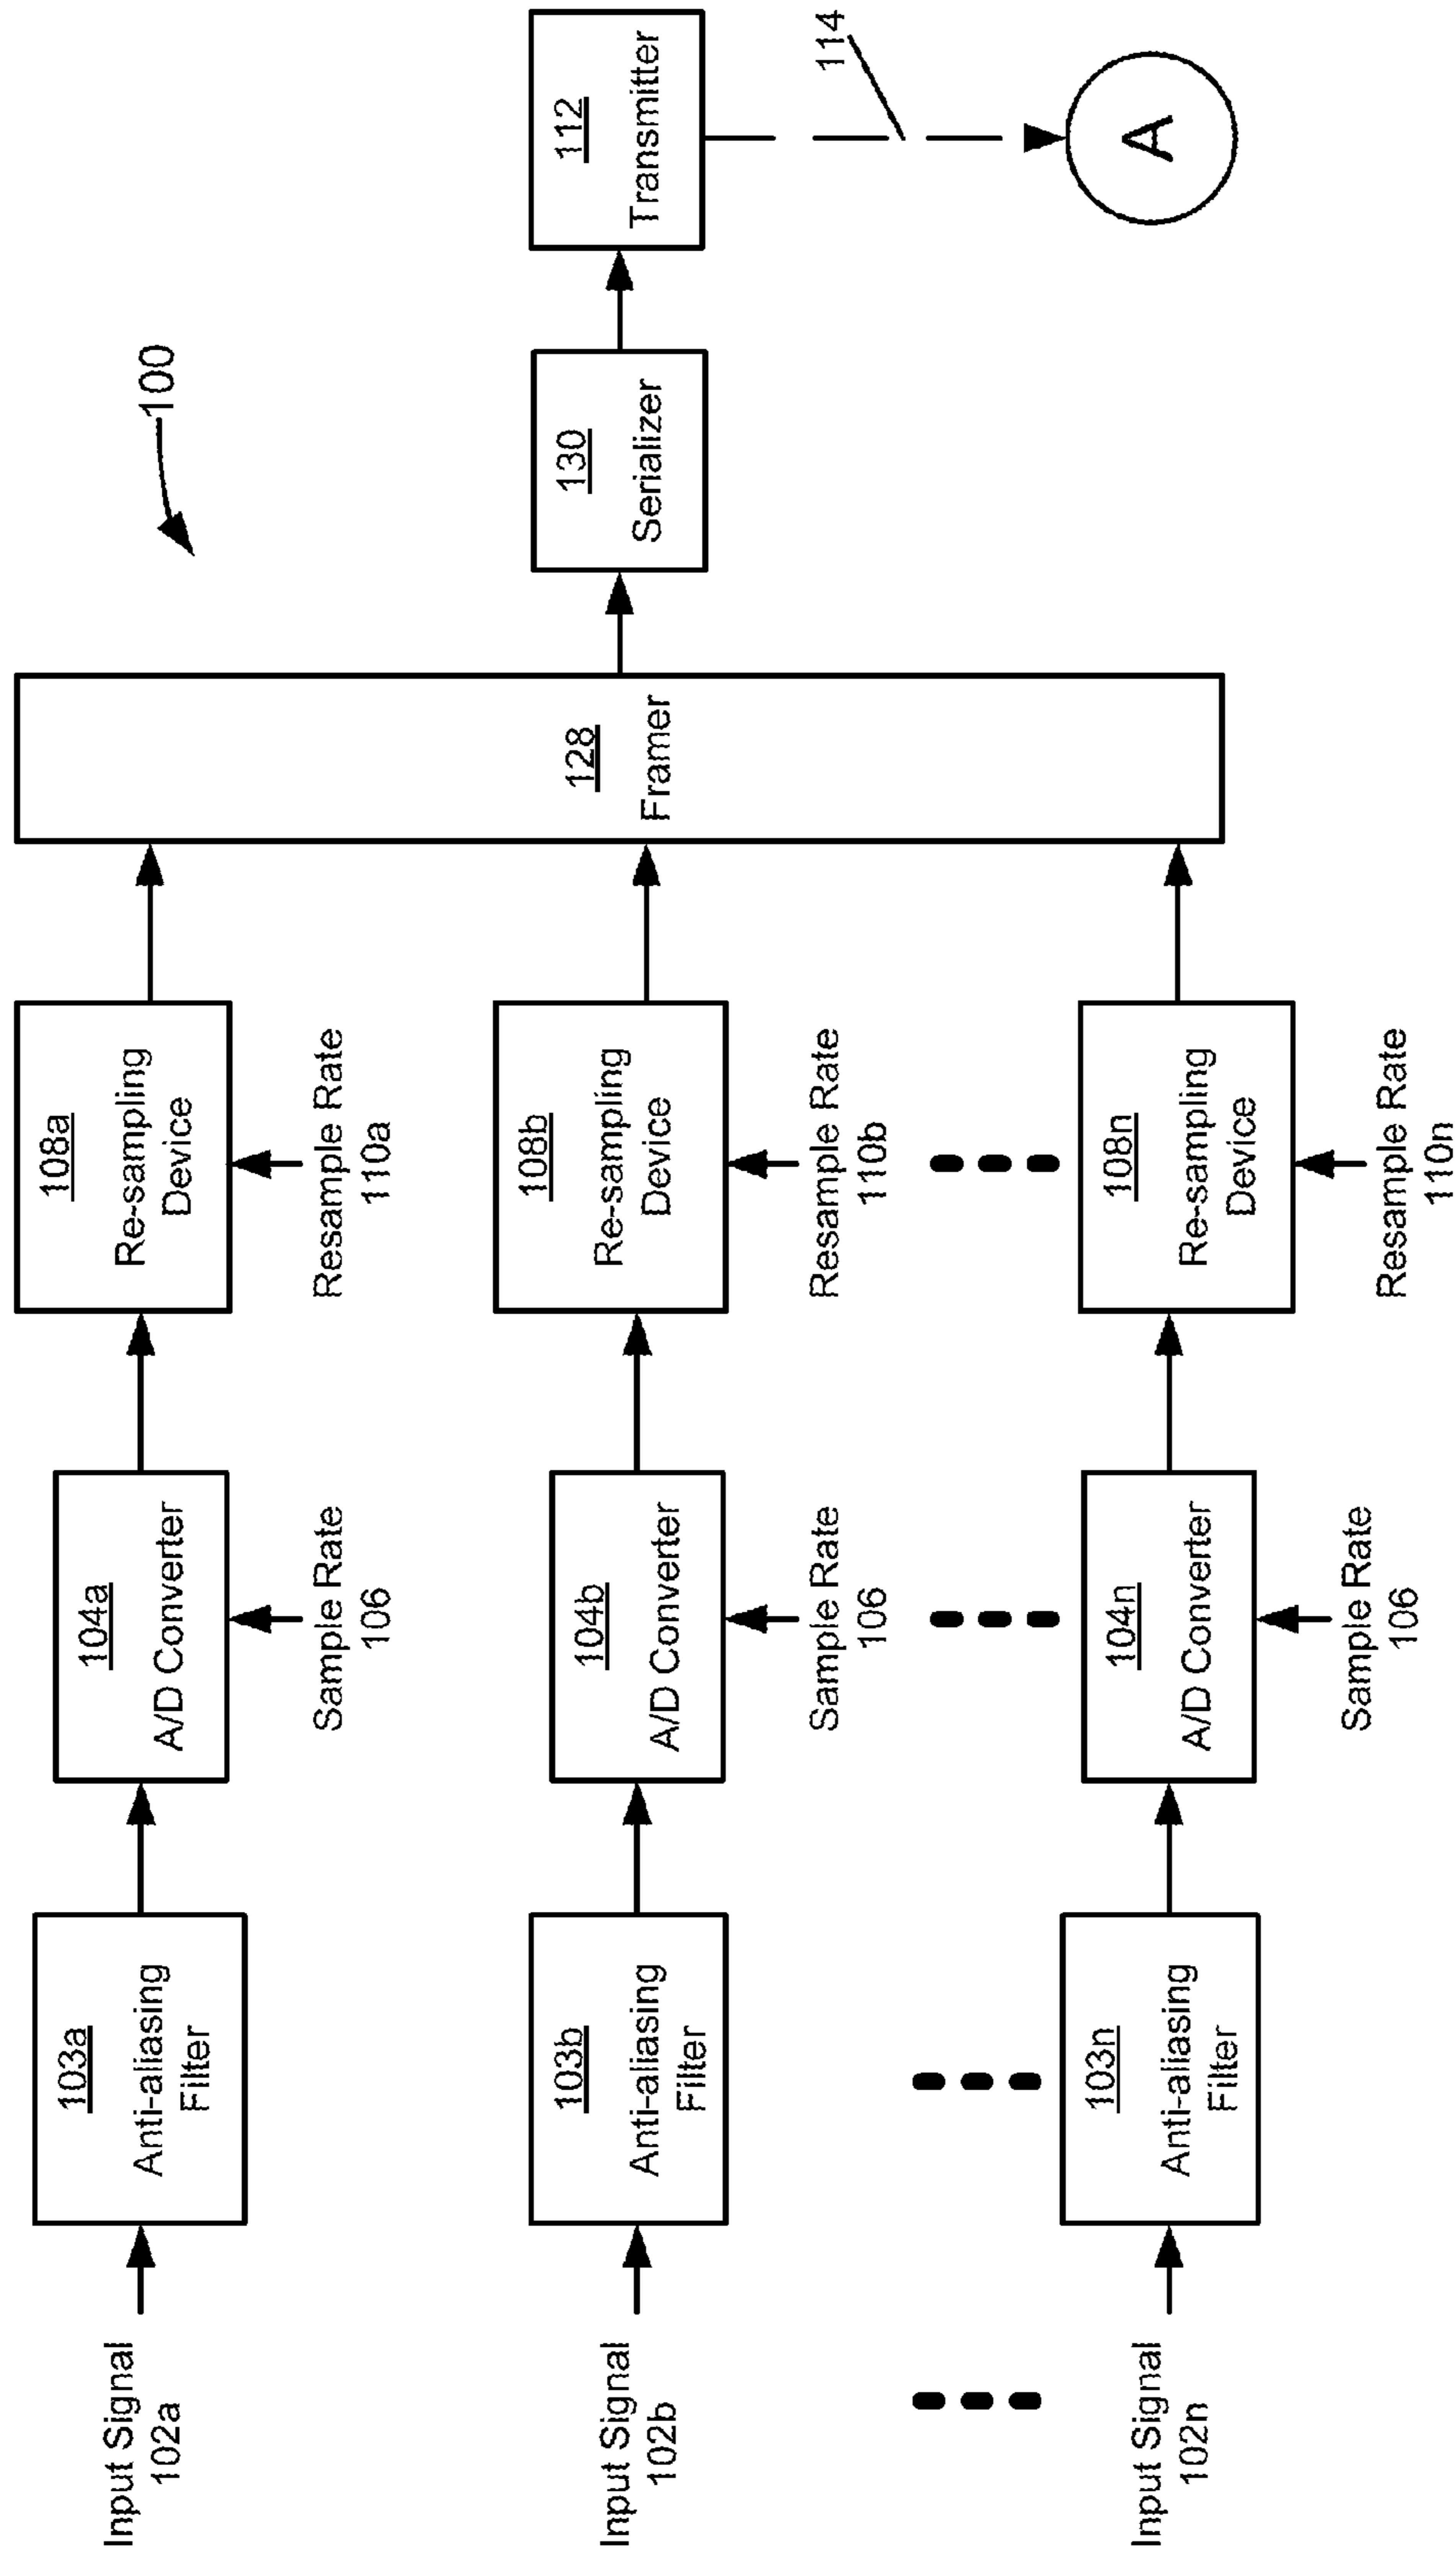 100
Input Signal
102a
103a
Anti-aliasing
Filter
104a
A/D Converter
Sample Rate
106
108a
Re-sampling
Device
Resample Rate
110a
Input Signal
102b
103b
Anti-aliasing
Filter
104b
A/D Converter
Sample Rate
106
108b
Re-sampling
Device
Resample Rate
110b
Input Signal
102n
103n
Anti-aliasing
Filter
104n
A/D Converter
Sample Rate
106
108n
Re-sampling
Device
Resample Rate
110n
128
Framer
130
Serializer
112
Transmitter
114
A